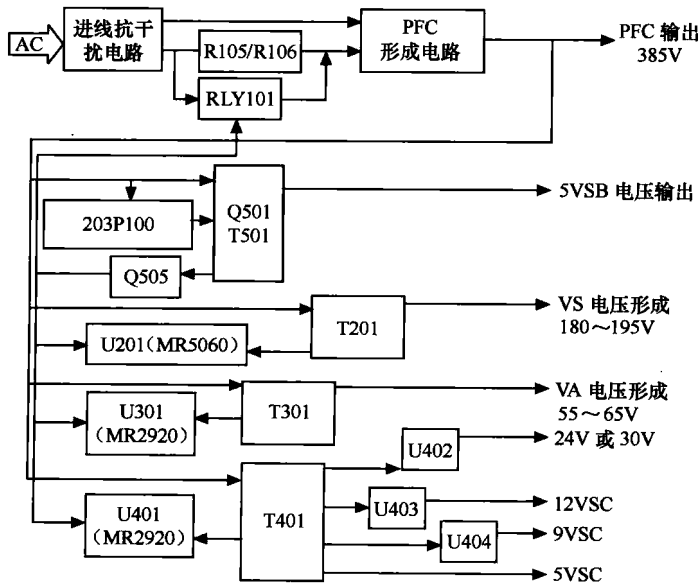 AC
进线抗干
扰电路
R105/R106
RLY101
PFC
形成电路
PFC 输出
385V
203P100
Q501
T501
Q505
5VSB 电压输出
T201
U201（MR5060）
VS 电压形成
180～195V
T301
U301
（MR2920）
VA 电压形成
55～65V
U402
24V 或 30V
T401
U401
（MR2920）
U403
12VSC
U404
9VSC
5VSC